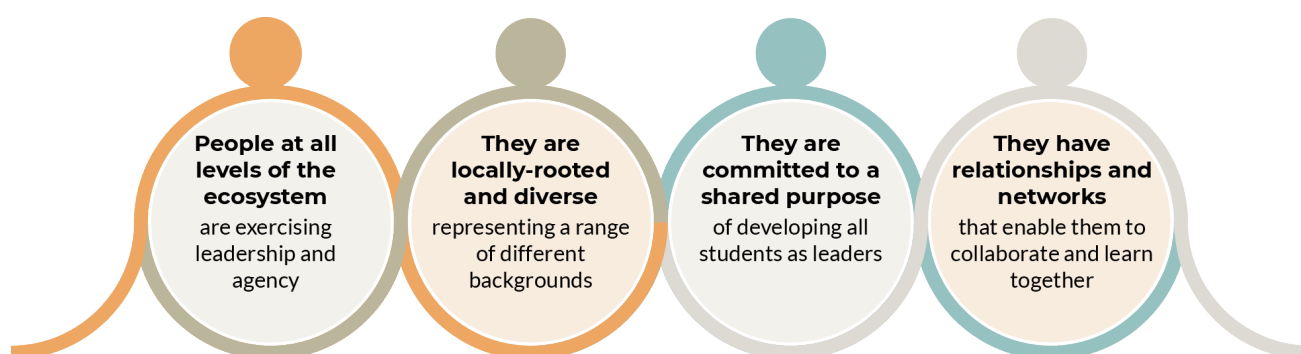 People at all
levels of the
ecosystem
are exercising
leadership and
agency
They are
locally-rooted
and diverse
representing a range
of different
backgrounds
They are
committed to a
shared purpose
of developing all
students as leaders
They have
relationships and
networks
that enable them to
collaborate and learn
together